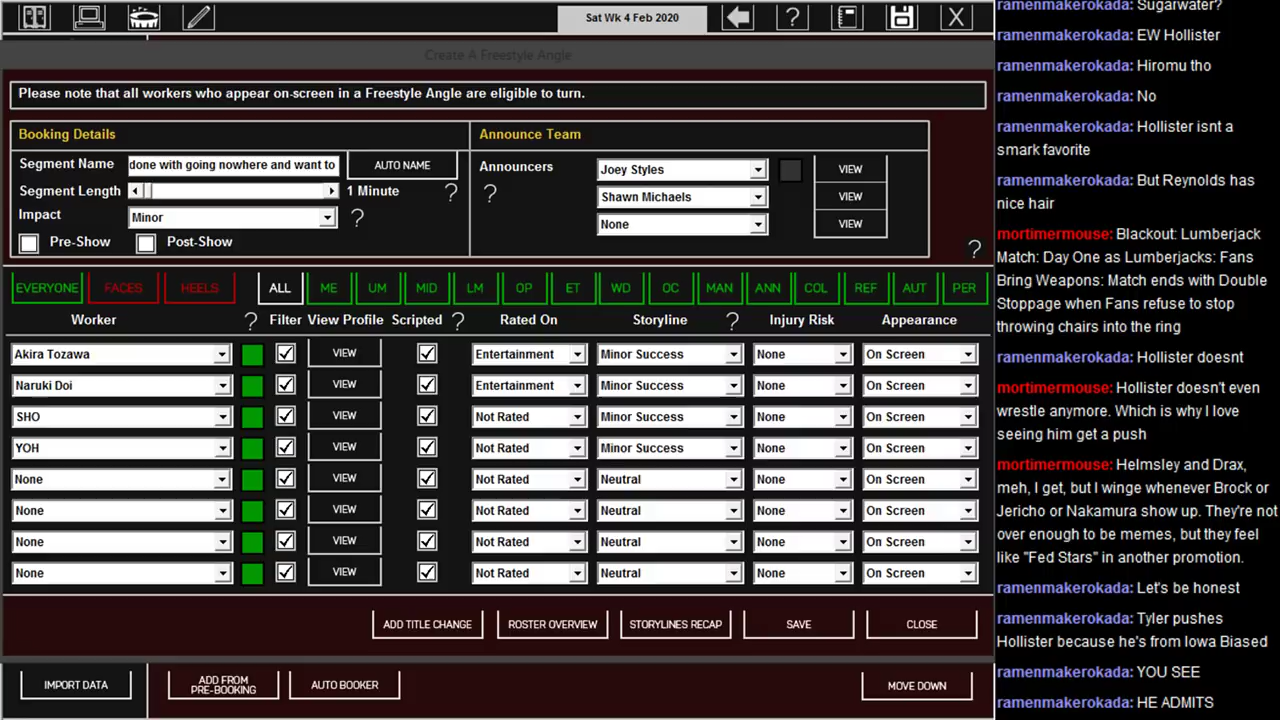 Sat Wk 4 Feb 2020
?
X
Create A Freestyle Angle
Please note that all workers who appear on-screen in a Freestyle Angle are eligible to turn.
Booking Details
Segment Name done with going nowhere and want to AUTO NAME
Segment Length 1 Minute ?
Impact Minor ?
Pre-Show Post-Show
Announce Team
Announcers Joey Styles VIEW
? Shawn Michaels VIEW
None VIEW
?
EVERYONE FACES HEELS ALL ME UM MID LM OP ET WD OC MAN ANN COL REF AUT PER
Worker ? Filter View Profile Scripted ? Rated On Storyline ? Injury Risk Appearance
Akira Tozawa VIEW Entertainment Minor Success None On Screen
Naruki Doi VIEW Entertainment Minor Success None On Screen
SHO VIEW Not Rated Minor Success None On Screen
YOH VIEW Not Rated Minor Success None On Screen
None VIEW Not Rated Neutral None On Screen
None VIEW Not Rated Neutral None On Screen
None VIEW Not Rated Neutral None On Screen
None VIEW Not Rated Neutral None On Screen
ADD TITLE CHANGE ROSTER OVERVIEW STORYLINES RECAP SAVE CLOSE
IMPORT DATA ADD FROM PRE-BOOKING AUTO BOOKER MOVE DOWN
ramenmakerokada: Sugarwater?
ramenmakerokada: EW Hollister
ramenmakerokada: Hiromu tho
ramenmakerokada: No
ramenmakerokada: Hollister isnt a
smark favorite
ramenmakerokada: But Reynolds has
nice hair
mortimermouse: Blackout: Lumberjack
Match: Day One as Lumberjacks: Fans
Bring Weapons: Match ends with Double
Stoppage when Fans refuse to stop
throwing chairs into the ring
ramenmakerokada: Hollister doesnt
mortimermouse: Hollister doesn't even
wrestle anymore. Which is why I love
seeing him get a push
mortimermouse: Helmsley and Drax,
meh, I get, but I winge whenever Brock or
Jericho or Nakamura show up. They're not
over enough to be memes, but they feel
like "Fed Stars" in another promotion.
ramenmakerokada: Let's be honest
ramenmakerokada: Tyler pushes
Hollister because he's from Iowa Biased
ramenmakerokada: YOU SEE
ramenmakerokada: HE ADMITS